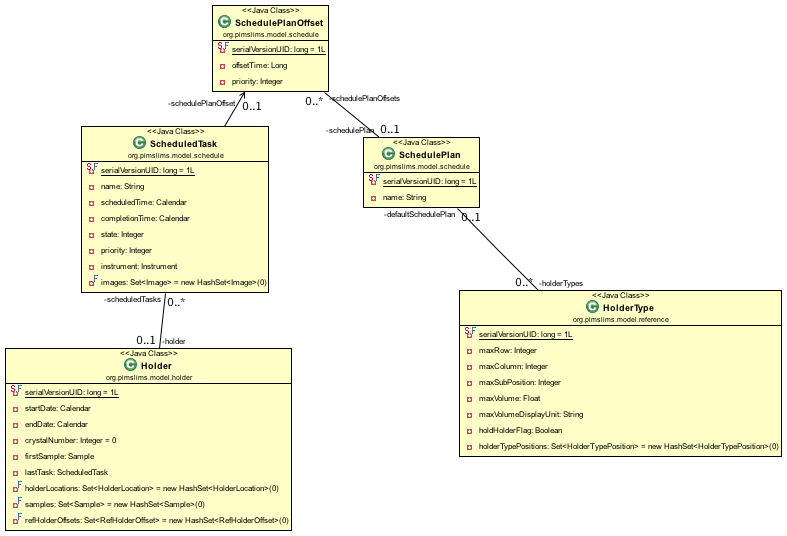 <<Java Class>>
SchedulePlanOffset
org.pimslims.model.schedule
serialVersionUID: long = 1L
offsetTime: Long
priority: Integer
-schedulePlanOffset
0..1
0..*
-schedulePlanOffsets
-schedulePlan
0..1
<<Java Class>>
ScheduledTask
org.pimslims.model.schedule
serialVersionUID: long = 1L
name: String
scheduledTime: Calendar
completionTime: Calendar
state: Integer
priority: Integer
instrument: Instrument
images: Set<Image> = new HashSet<Image>(0)
<<Java Class>>
SchedulePlan
org.pimslims.model.schedule
serialVersionUID: long = 1L
name: String
-defaultSchedulePlan
0..1
0..*
-holderTypes
-scheduledTasks
0..*
0..1
-holder
<<Java Class>>
HolderType
org.pimslims.model.reference
serialVersionUID: long = 1L
maxRow: Integer
maxColumn: Integer
maxSubPosition: Integer
maxVolume: Float
maxVolumeDisplayUnit: String
holdHolderFlag: Boolean
holderTypePositions: Set<HolderTypePosition> = new HashSet<HolderTypePosition>(0)
<<Java Class>>
Holder
org.pimslims.model.holder
serialVersionUID: long = 1L
startDate: Calendar
endDate: Calendar
crystalNumber: Integer = 0
firstSample: Sample
lastTask: ScheduledTask
holderLocations: Set<HolderLocation> = new HashSet<HolderLocation>(0)
samples: Set<Sample> = new HashSet<Sample>(0)
refHolderOffsets: Set<RefHolderOffset> = new HashSet<RefHolderOffset>(0)